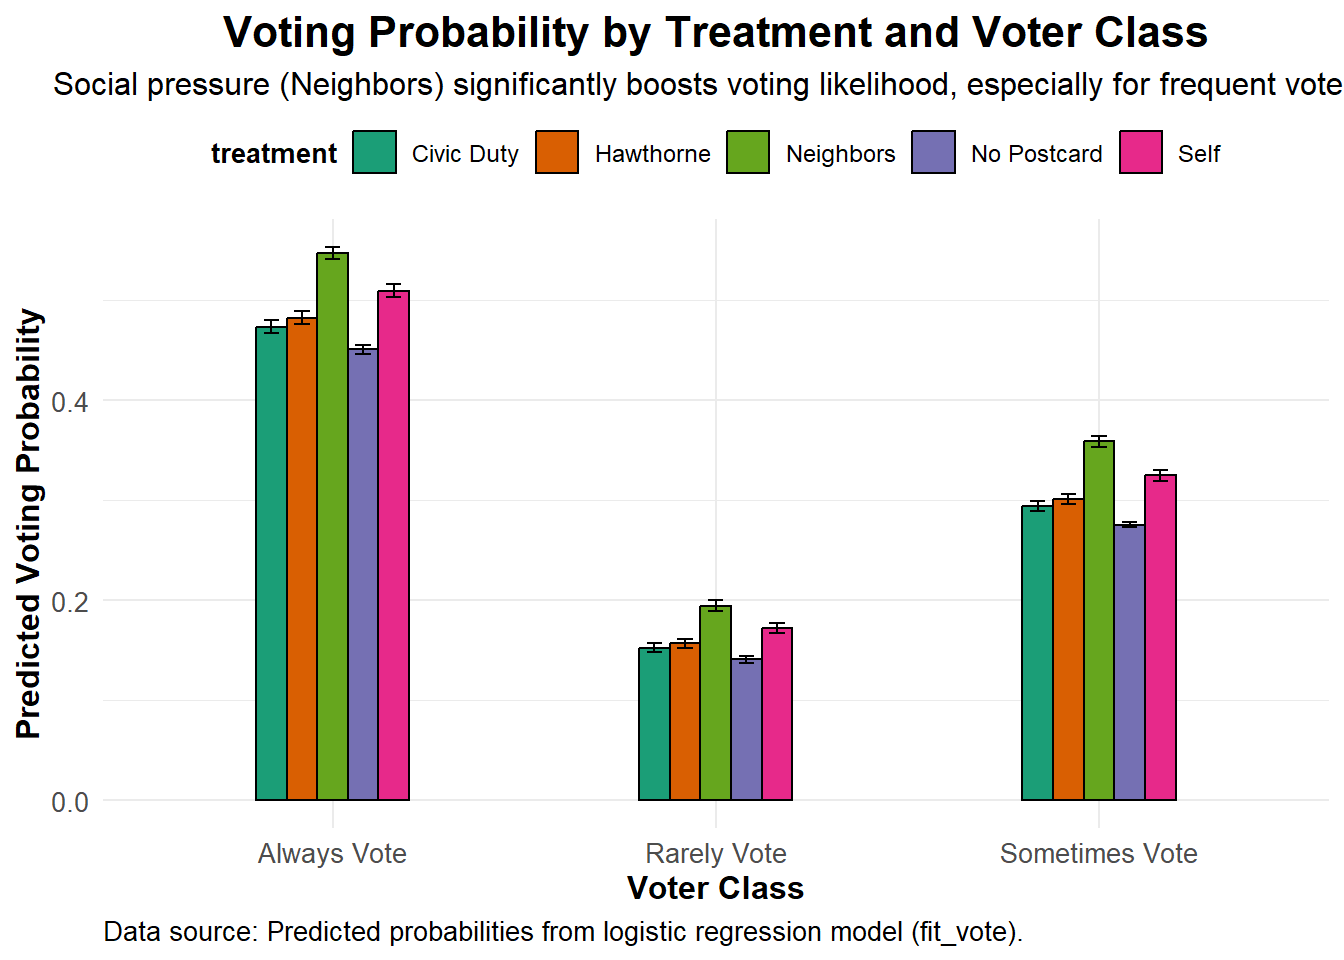 Voting Probability by Treatment and Voter Class
Social pressure (Neighbors) significantly boosts voting likelihood, especially for frequent vote
treatment Civic Duty Hawthorne Neighbors No Postcard Self
Predicted Voting Probability
0.4
0.2
0.0
Always Vote Rarely Vote Sometimes Vote
Voter Class
Data source: Predicted probabilities from logistic regression model (fit_vote).